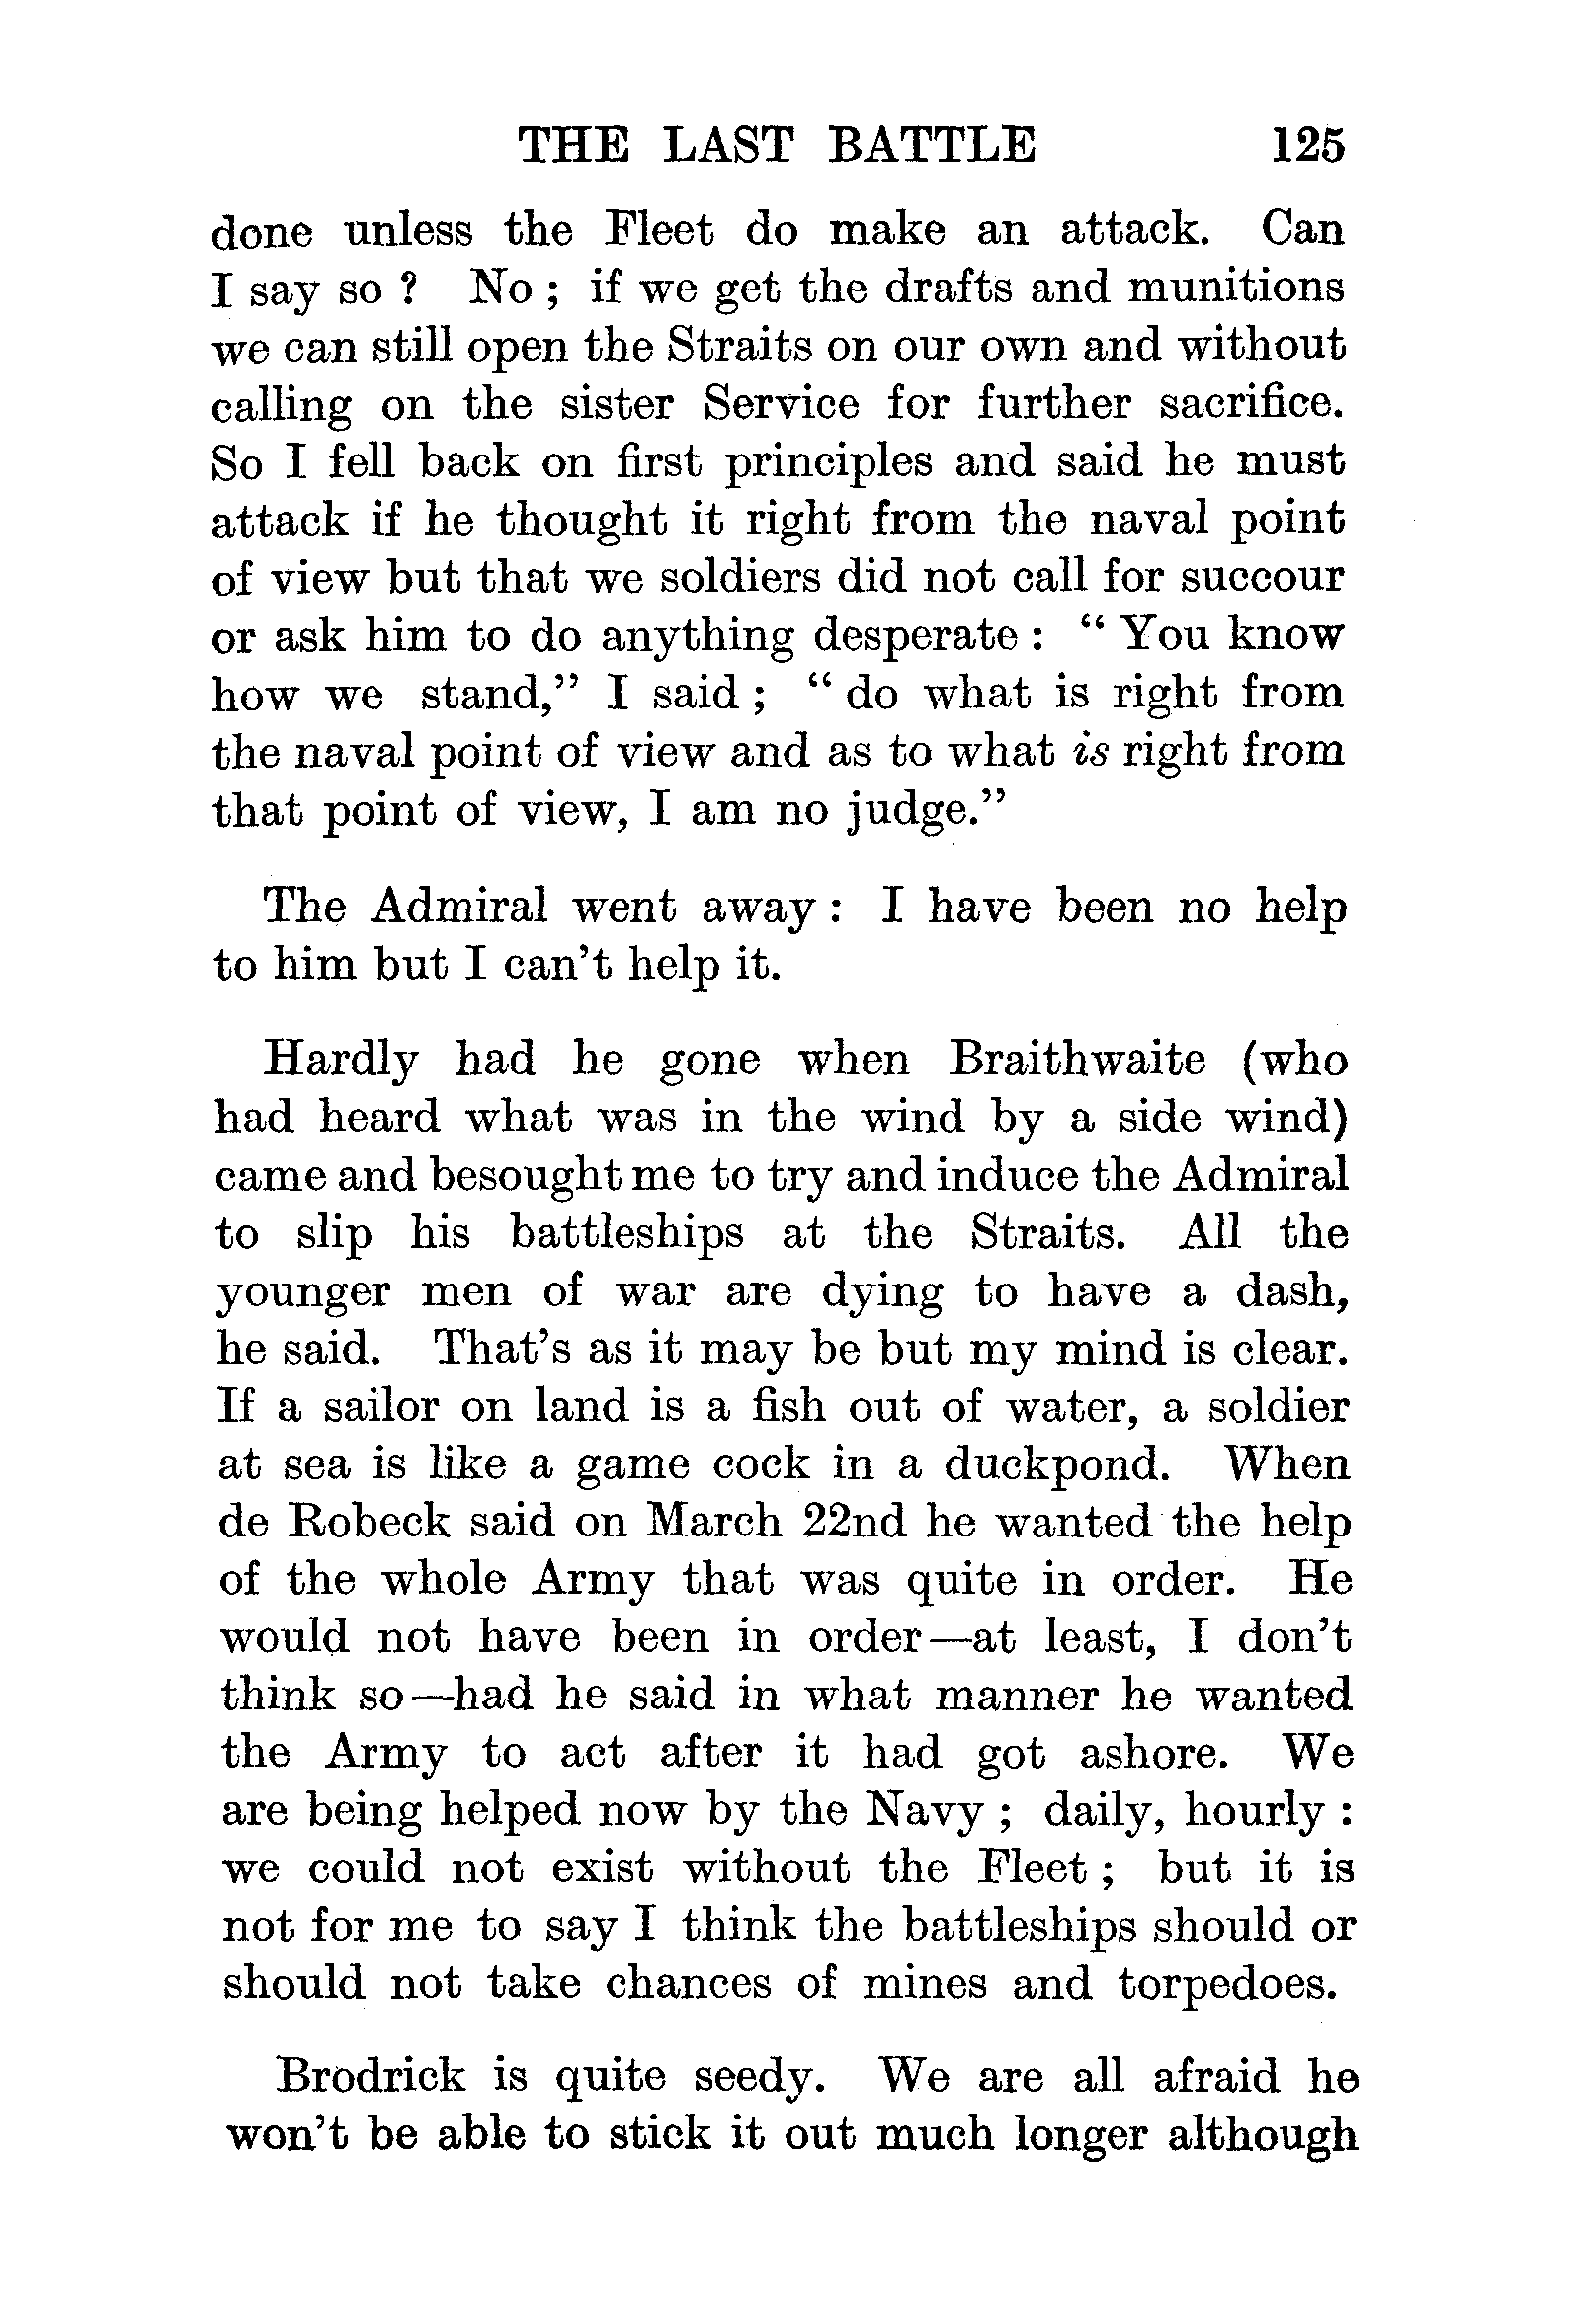 THE LAST BATTLE 125
done unless the Fleet do make an attack. Can
I say so ? No ; if we get the drafts and munitions
we can still open the Straits on our own and without
calling on the sister Service for further sacrifice.
So I fell back on first principles and said he must
attack if he thought it right from the naval point
of view but that we soldiers did not call for succour
or ask him to do anything desperate : “ You know
how we stand,” I said ; “ do what is right from
the naval point of view and as to what is right from
that point of view, I am no judge.”
The Admiral went away : I have been no help
to him but I can’t help it.
Hardly had he gone when Braithwaite (who
had heard what was in the wind by a side wind)
came and besought me to try and induce the Admiral
to slip his battleships at the Straits. All the
younger men of war are dying to have a dash,
he said. That’s as it may be but my mind is clear.
If a sailor on land is a fish out of water, a soldier
at sea is like a game cock in a duckpond. When
de Robeck said on March 22nd he wanted the help
of the whole Army that was quite in order. He
would not have been in order—at least, I don’t
think so—had he said in what manner he wanted
the Army to act after it had got ashore. We
are being helped now by the Navy ; daily, hourly :
we could not exist without the Fleet ; but it is
not for me to say I think the battleships should or
should not take chances of mines and torpedoes.
Brodrick is quite seedy. We are all afraid he
won’t be able to stick it out much longer although